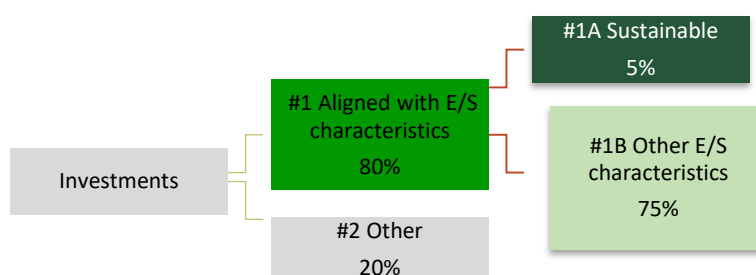 Investments
#1 Aligned with E/S
characteristics
80%
#2 Other
20%
#1A Sustainable
5%
#1B Other E/S
characteristics
75%